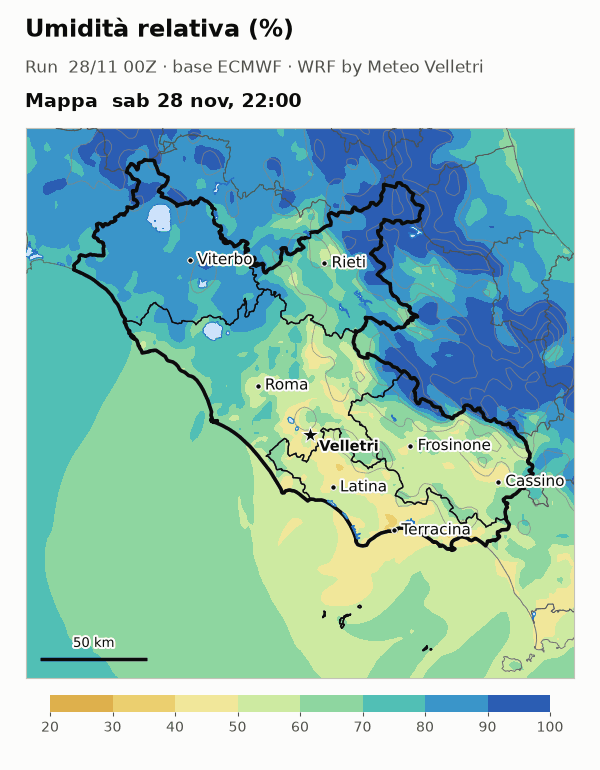 Umidità relativa (%)
Run  28/11 00Z · base ECMWF · WRF by Meteo Velletri
Mappa  sab 28 nov, 22:00
Viterbo
Rieti
Roma
Velletri
Frosinone
Cassino
Latina
Terracina
50 km
20 30 40 50 60 70 80 90 100